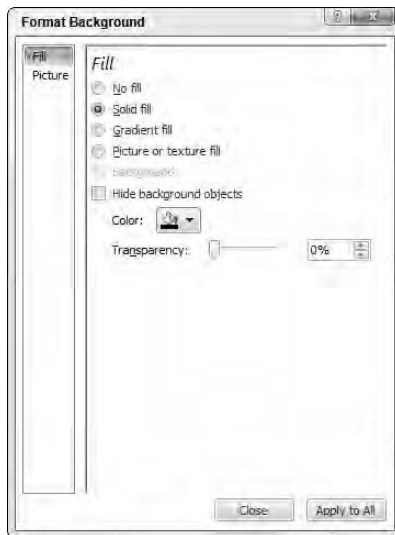 Format Background
Fill
Picture
Fill
No fill
Solid fill
Gradient fill
Picture or texture fill
Background
Hide background objects
Color:
Transparency:
0%
Close
Apply to All